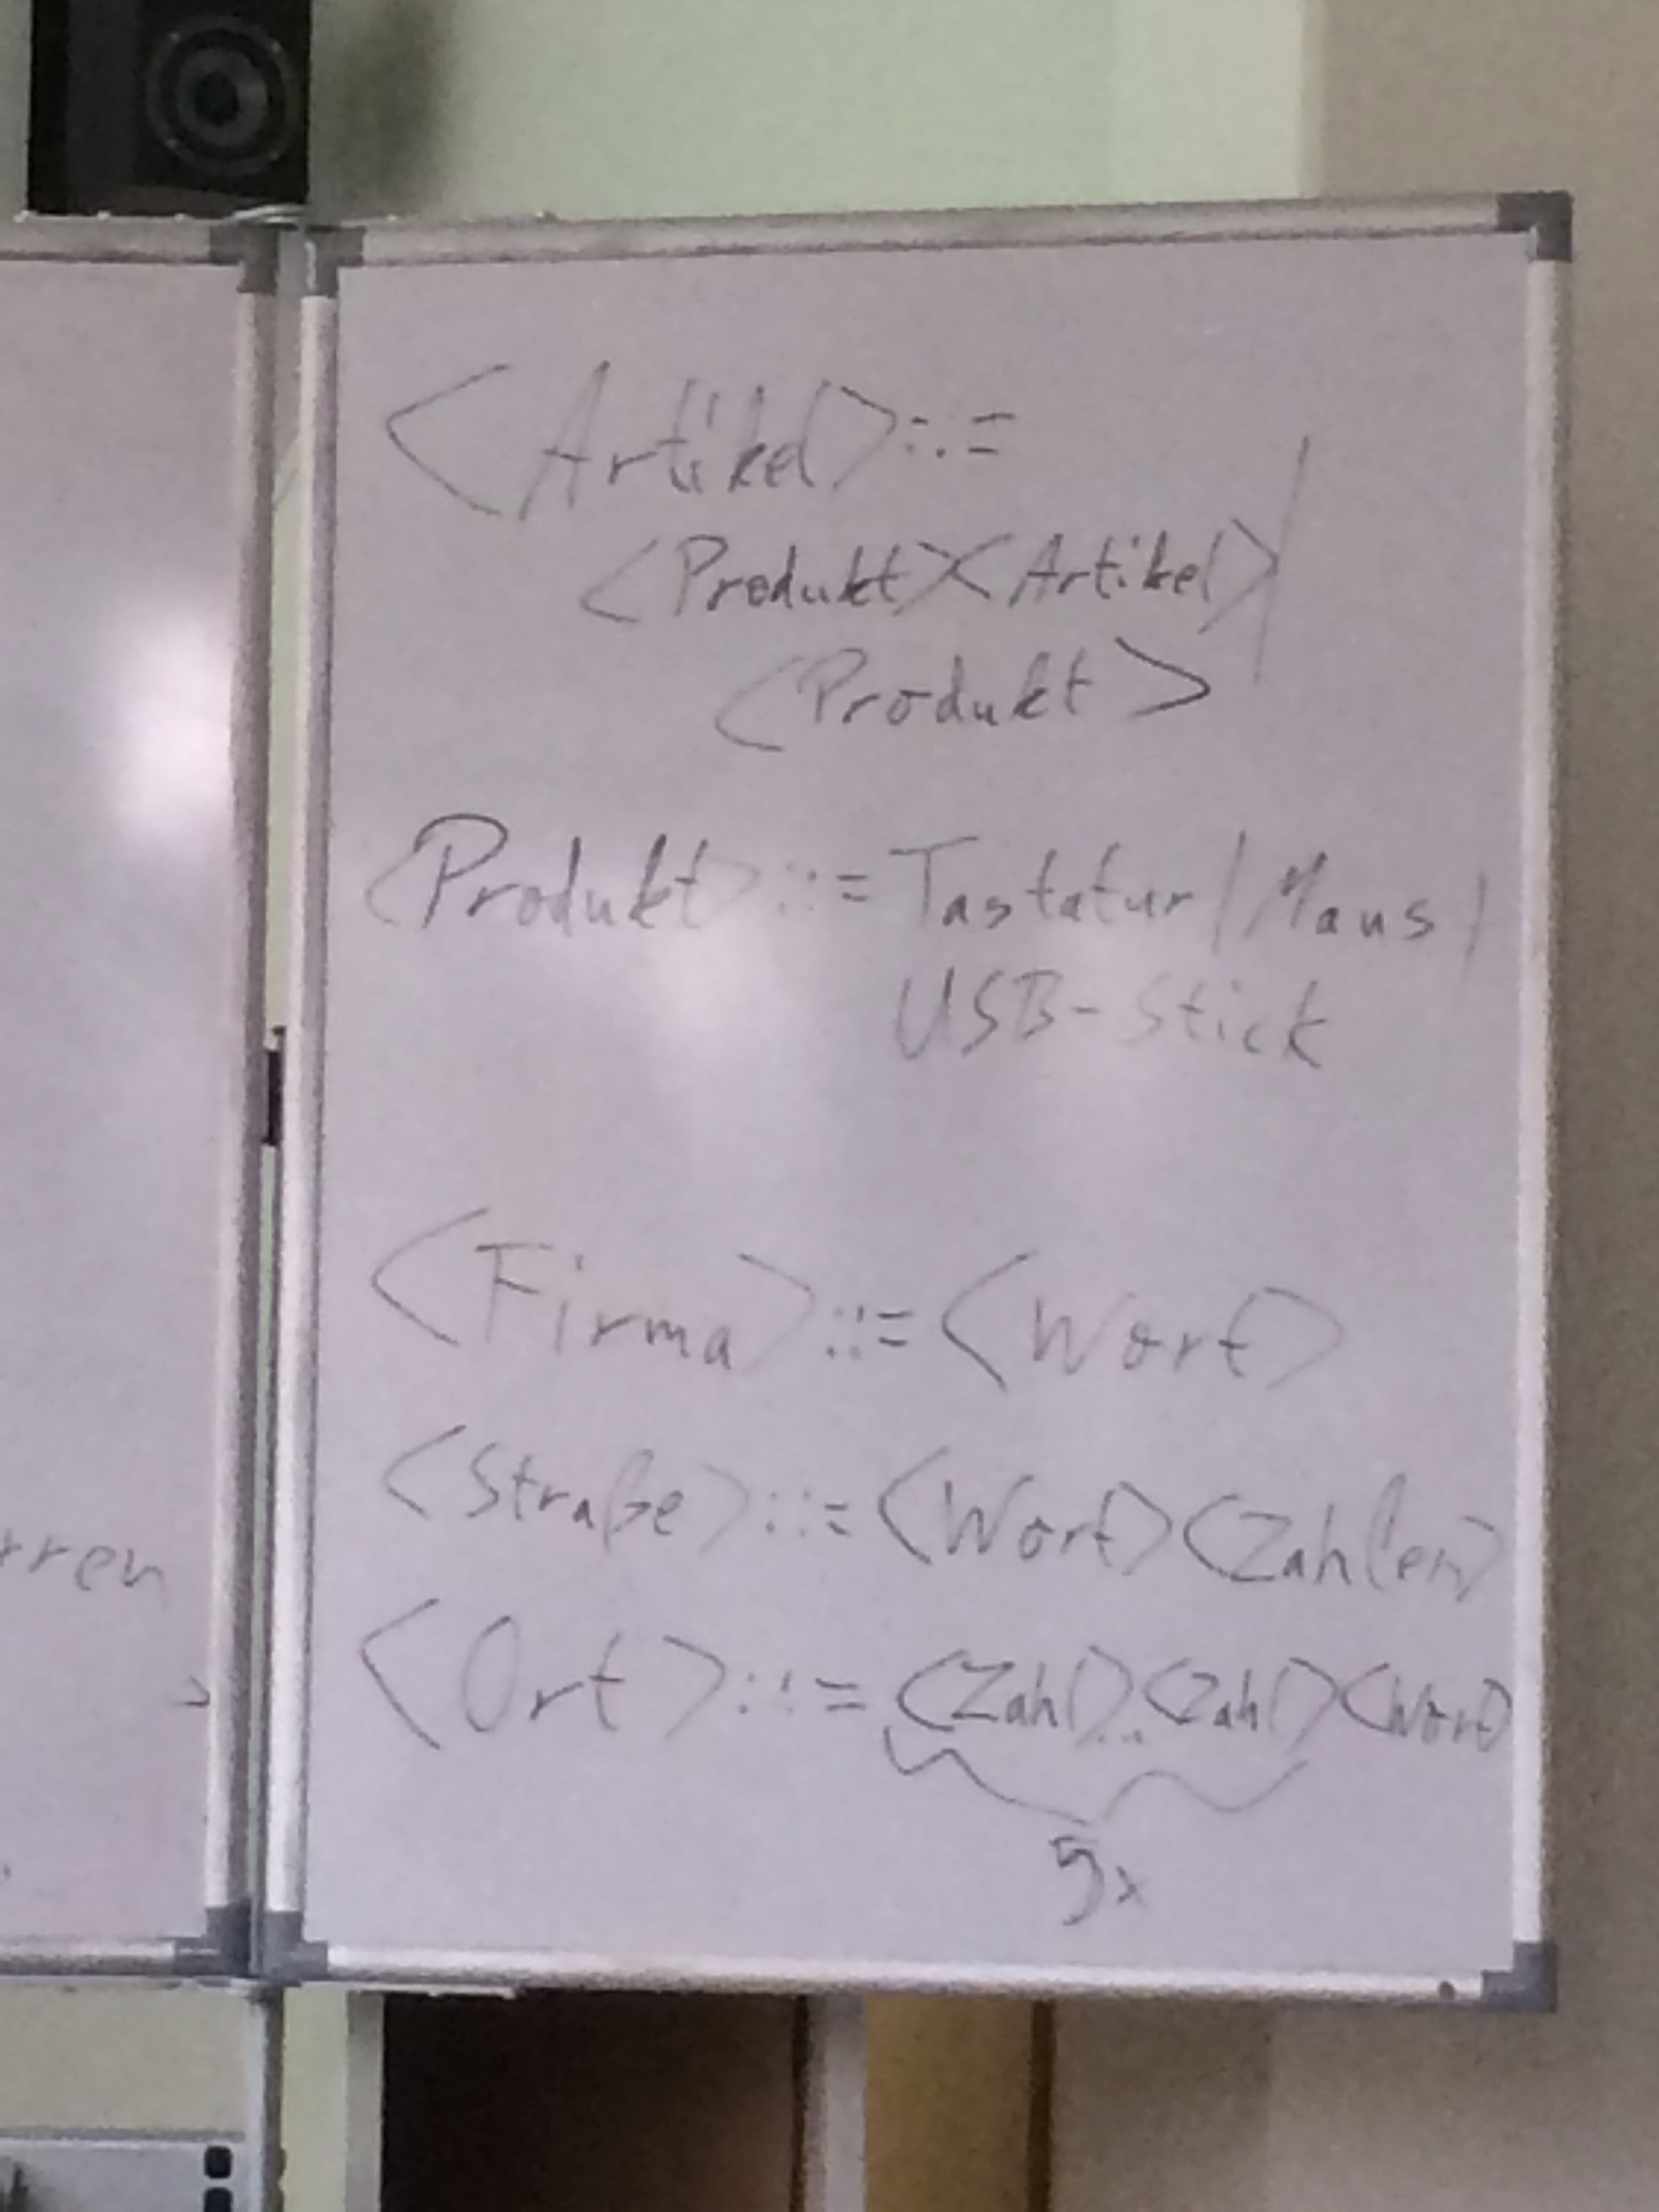 <Artikel>::=
<Produkt><Artikel>|
<Produkt>
<Produkt>::= Tastatur | Maus |
USB-Stick
<Firma>::= <Wort>
<Straße>::= <Wort><Zahlen>
rren
<Ort>::= <Zahl>..<Zahl><Wort>
5x